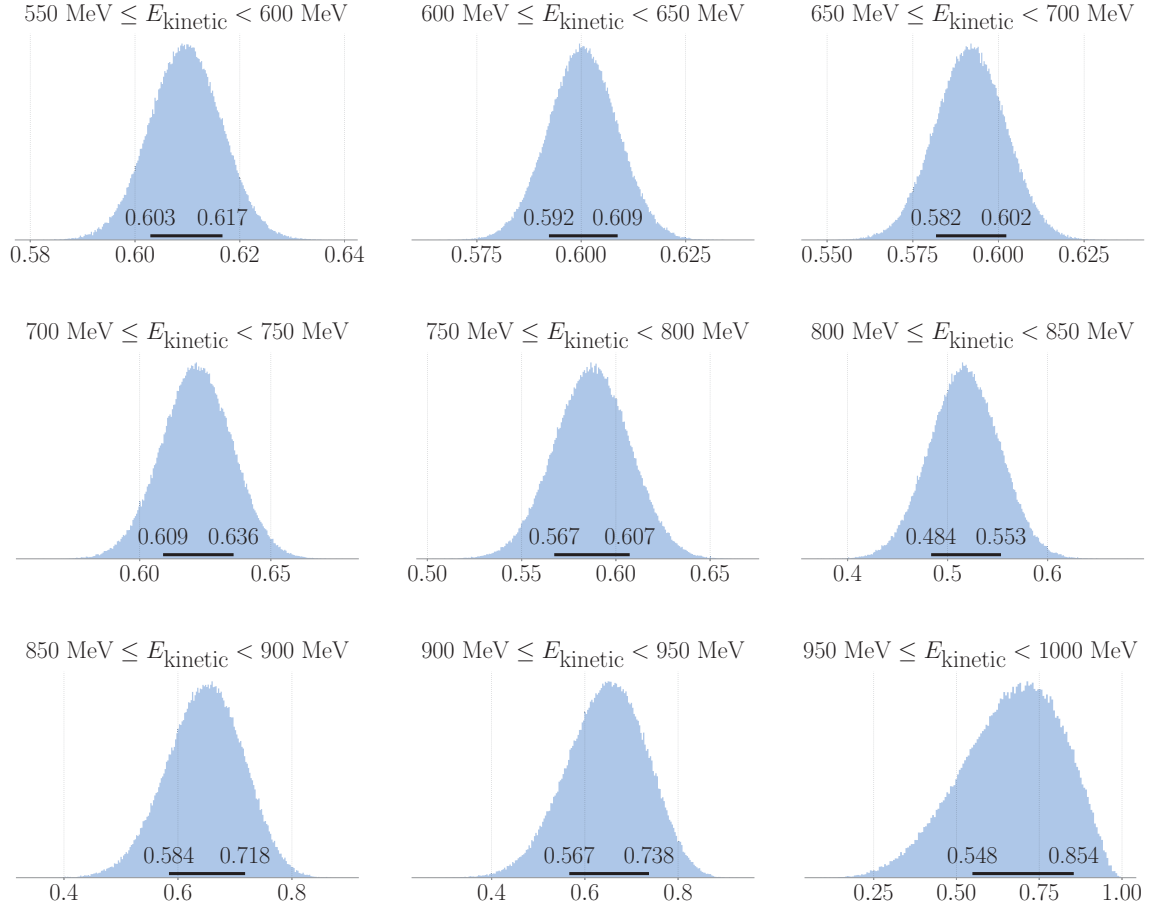 550 MeV ≤ E_kinetic < 600 MeV
600 MeV ≤ E_kinetic < 650 MeV
650 MeV ≤ E_kinetic < 700 MeV
0.603 0.617
0.592 0.609
0.582 0.602
0.58 0.60 0.62 0.64
0.575 0.600 0.625
0.550 0.575 0.600 0.625
700 MeV ≤ E_kinetic < 750 MeV
750 MeV ≤ E_kinetic < 800 MeV
800 MeV ≤ E_kinetic < 850 MeV
0.609 0.636
0.567 0.607
0.484 0.553
0.60 0.65
0.50 0.55 0.60 0.65
0.4 0.5 0.6
850 MeV ≤ E_kinetic < 900 MeV
900 MeV ≤ E_kinetic < 950 MeV
950 MeV ≤ E_kinetic < 1000 MeV
0.584 0.718
0.567 0.738
0.548 0.854
0.4 0.6 0.8
0.4 0.6 0.8
0.25 0.50 0.75 1.00